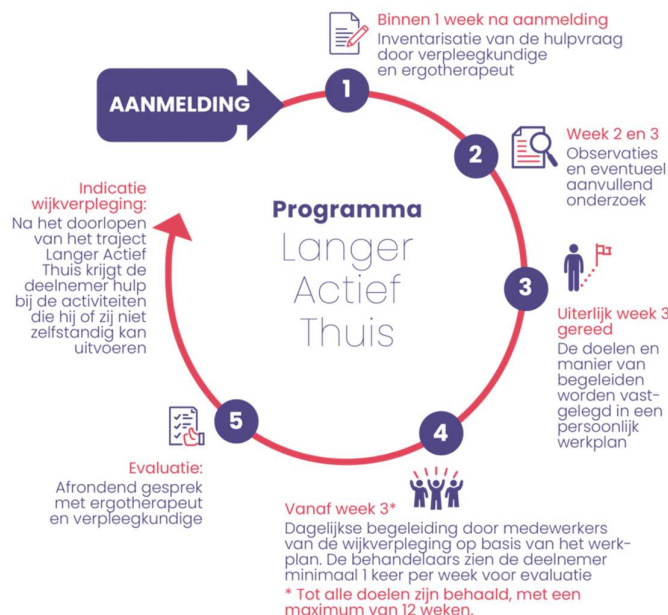 AANMELDING
1
Binnen 1 week na aanmelding
Inventarisatie van de hulpvraag
door verpleegkundige
en ergotherapeut
2
Week 2 en 3
Observaties
en eventueel
aanvullend
onderzoek
Programma
Langer
Actief
Thuis
3
Uiterlijk week 3
gereed
De doelen en
manier van
begeleiden
worden vast-
gelegd in een
persoonlijk
werkplan
4
Vanaf week 3*
Dagelijkse begeleiding door medewerkers
van de wijkverpleging op basis van het werk-
plan. De behandelaars zien de deelnemer
minimaal 1 keer per week voor evaluatie
* Tot alle doelen zijn behaald, met een
maximum van 12 weken.
5
Evaluatie:
Afrondend gesprek
met ergotherapeut
en verpleegkundige
Indicatie
wijkverpleging:
Na het doorlopen
van het traject
Langer Actief
Thuis krijgt de
deelnemer hulp
bij de activiteiten
die hij of zij niet
zelfstandig kan
uitvoeren